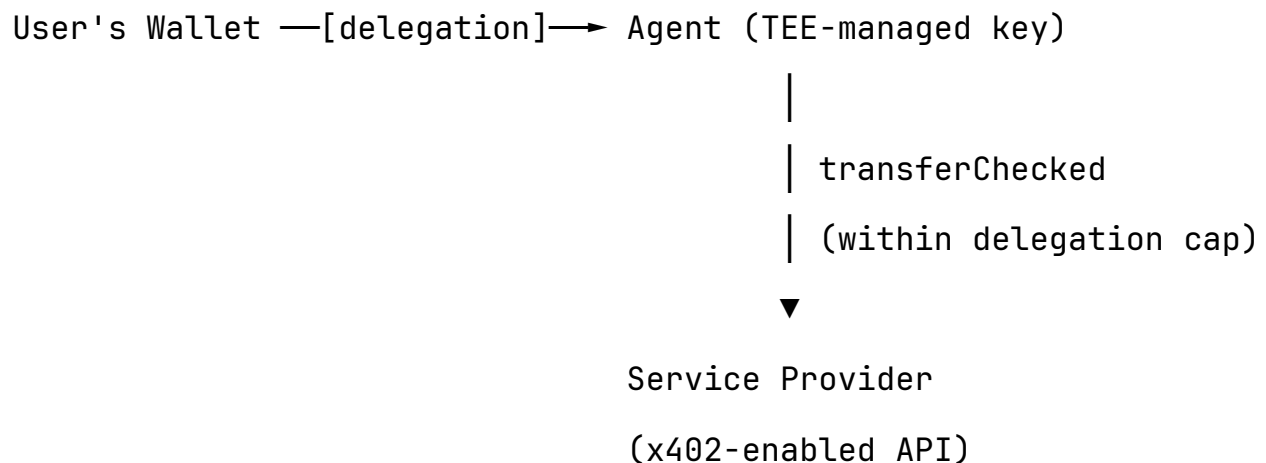 User's Wallet ──[delegation]──► Agent (TEE-managed key)
│
│ transferChecked
│ (within delegation cap)
▼
Service Provider
(x402-enabled API)